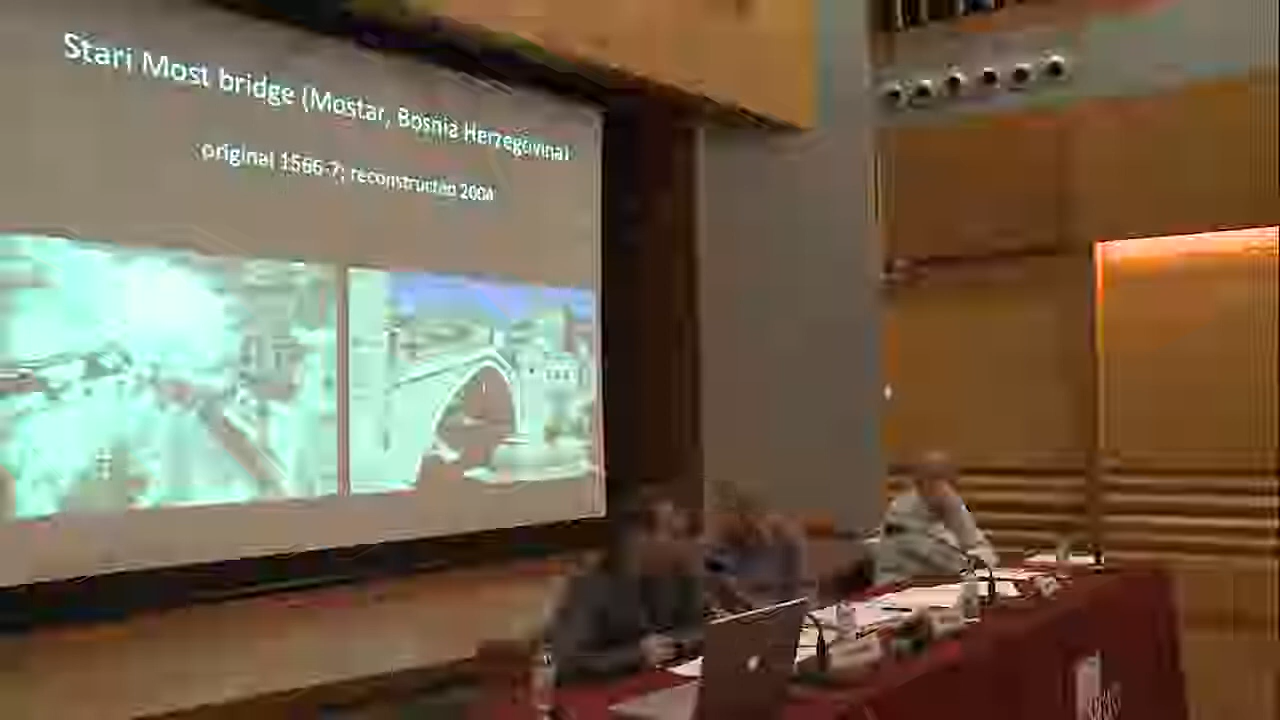 Stari Most bridge (Mostar, Bosnia Herzegovina)
original 1566-7; reconstructed 2004